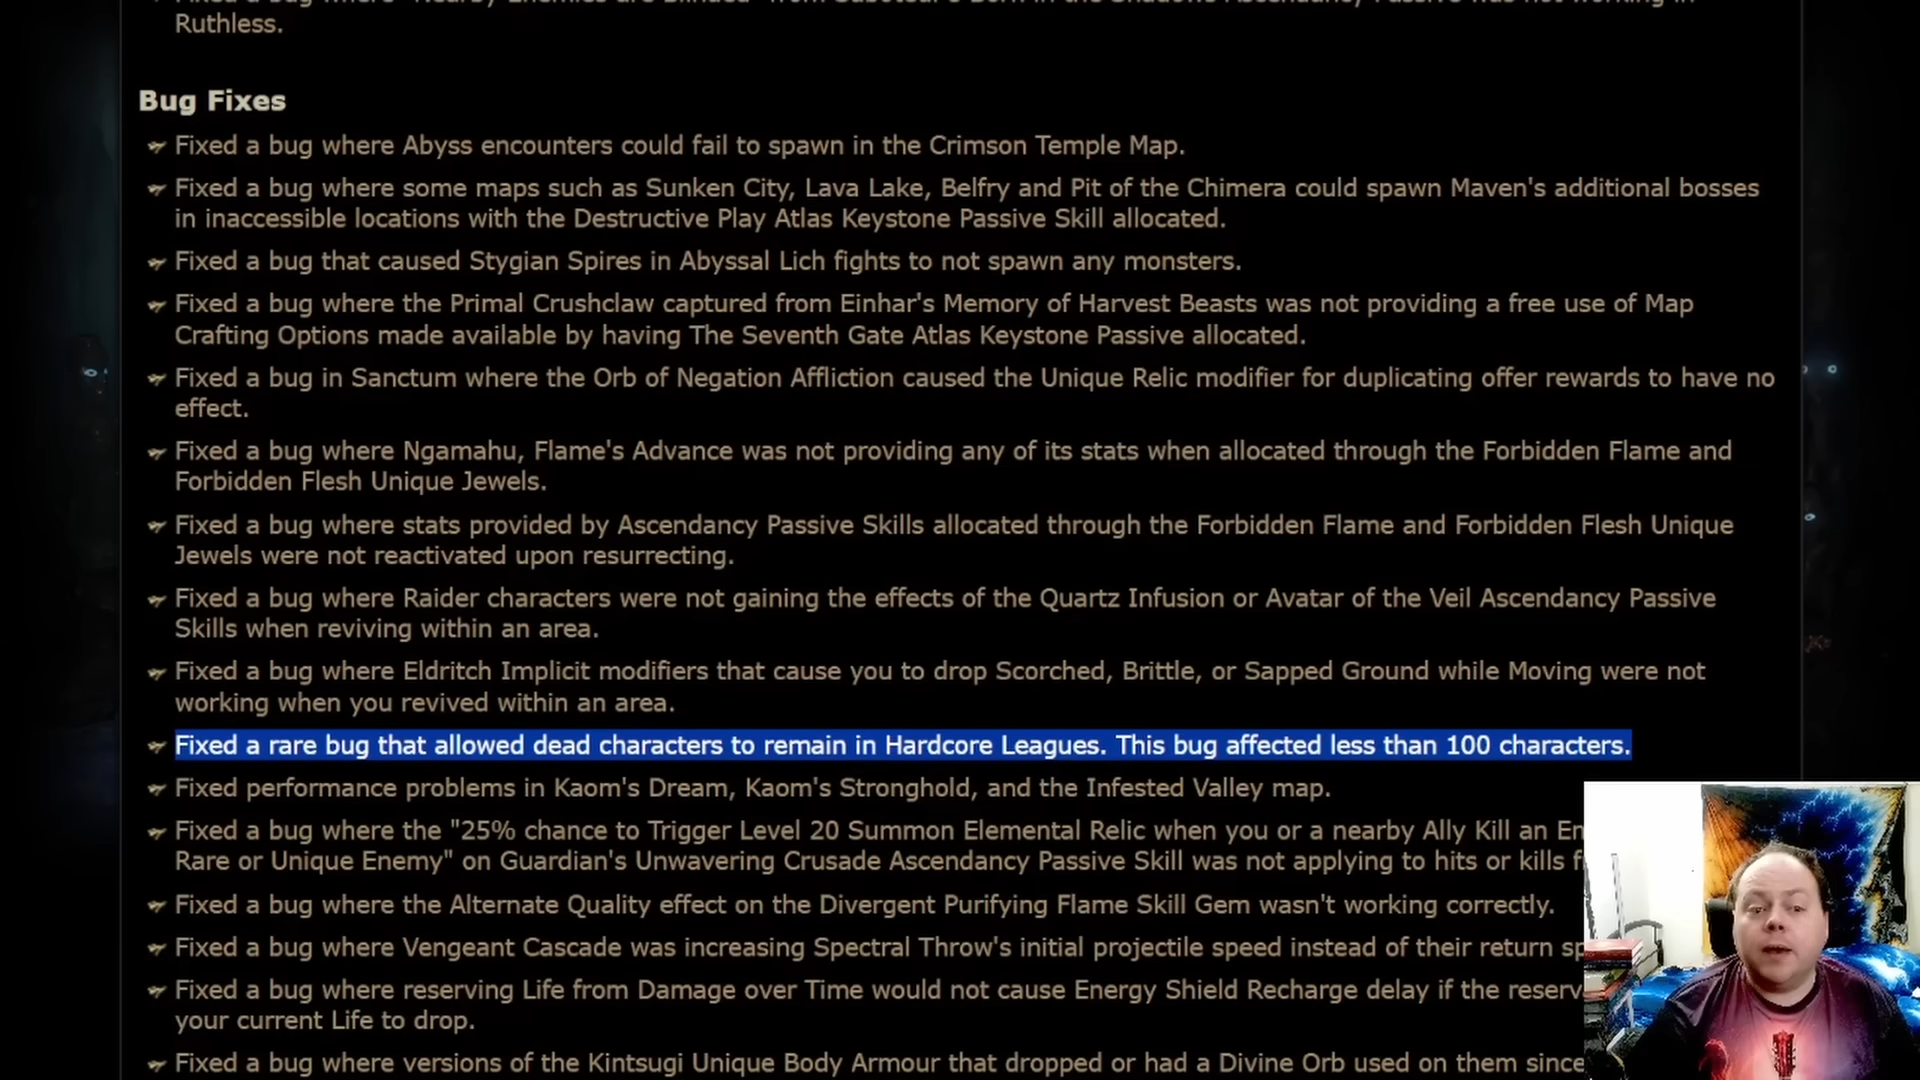 Ruthless.
Bug Fixes
Fixed a bug where Abyss encounters could fail to spawn in the Crimson Temple Map.
Fixed a bug where some maps such as Sunken City, Lava Lake, Belfry and Pit of the Chimera could spawn Maven's additional bosses
in inaccessible locations with the Destructive Play Atlas Keystone Passive Skill allocated.
Fixed a bug that caused Stygian Spires in Abyssal Lich fights to not spawn any monsters.
Fixed a bug where the Primal Crushclaw captured from Einhar's Memory of Harvest Beasts was not providing a free use of Map
Crafting Options made available by having The Seventh Gate Atlas Keystone Passive allocated.
Fixed a bug in Sanctum where the Orb of Negation Affliction caused the Unique Relic modifier for duplicating offer rewards to have no
effect.
Fixed a bug where Ngamahu, Flame's Advance was not providing any of its stats when allocated through the Forbidden Flame and
Forbidden Flesh Unique Jewels.
Fixed a bug where stats provided by Ascendancy Passive Skills allocated through the Forbidden Flame and Forbidden Flesh Unique
Jewels were not reactivated upon resurrecting.
Fixed a bug where Raider characters were not gaining the effects of the Quartz Infusion or Avatar of the Veil Ascendancy Passive
Skills when reviving within an area.
Fixed a bug where Eldritch Implicit modifiers that cause you to drop Scorched, Brittle, or Sapped Ground while Moving were not
working when you revived within an area.
Fixed a rare bug that allowed dead characters to remain in Hardcore Leagues. This bug affected less than 100 characters.
Fixed performance problems in Kaom's Dream, Kaom's Stronghold, and the Infested Valley map.
Fixed a bug where the "25% chance to Trigger Level 20 Summon Elemental Relic when you or a nearby Ally Kill an En
Rare or Unique Enemy" on Guardian's Unwavering Crusade Ascendancy Passive Skill was not applying to hits or kills f
Fixed a bug where the Alternate Quality effect on the Divergent Purifying Flame Skill Gem wasn't working correctly.
Fixed a bug where Vengeant Cascade was increasing Spectral Throw's initial projectile speed instead of their return sp
Fixed a bug where reserving Life from Damage over Time would not cause Energy Shield Recharge delay if the reserv
your current Life to drop.
Fixed a bug where versions of the Kintsugi Unique Body Armour that dropped or had a Divine Orb used on them since